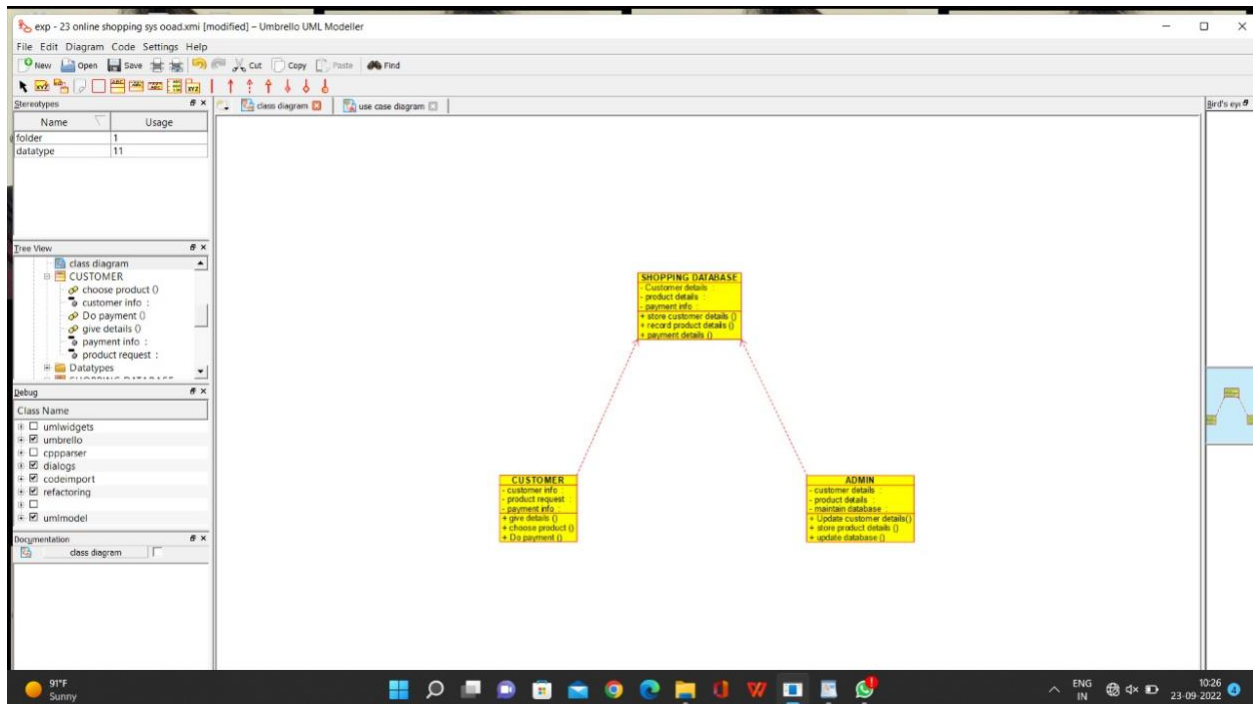 exp - 23 online shopping sys ooad.xmi [modified] – Umbrello UML Modeller
File Edit Diagram Code Settings Help
New Open Save Cut Copy Paste Find
Stereotypes
class diagram
use case diagram
Bird's eye
Name Usage
folder 1
datatype 11
Tree View
class diagram
CUSTOMER
choose product ()
customer info :
Do payment ()
give details ()
payment info :
product request :
Datatypes
Debug
Class Name
umlwidgets
umbrello
cppparser
dialogs
codeimport
refactoring
umlmodel
Documentation
class diagram
SHOPPING DATABASE
- Customer details :
- product details :
- payment info :
+ store customer details ()
+ record product details ()
+ payment details ()
CUSTOMER
- customer info :
- product request :
- payment info :
+ give details ()
+ choose product ()
+ Do payment ()
ADMIN
- customer details :
- product details :
- maintain database :
+ Update customer details()
+ store product details ()
+ update database ()
91°F
Sunny
ENG
IN
10:26
23-09-2022
4